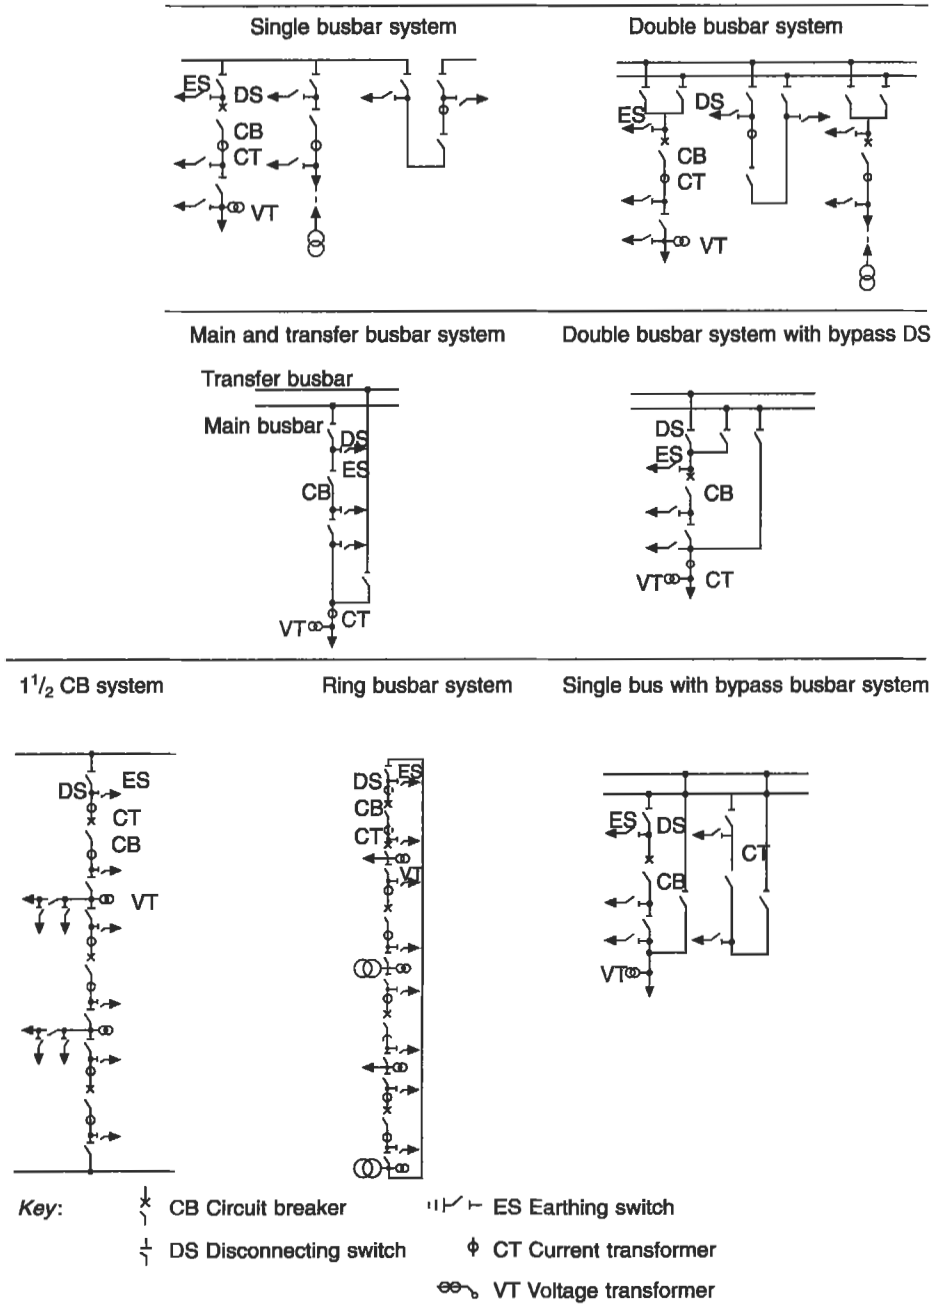 Single busbar system
Double busbar system
ES
DS
CB
CT
VT
DS
ES
CB
CT
VT
Main and transfer busbar system
Double busbar system with bypass DS
Transfer busbar
Main busbar
DS
ES
CB
CT
VT
DS
ES
CB
VT
CT
1 1/2 CB system
Ring busbar system
Single bus with bypass busbar system
ES
DS
CT
CB
VT
ES
DS
CB
CT
VT
ES
DS
CT
CB
VT
Key:
CB Circuit breaker
ES Earthing switch
DS Disconnecting switch
CT Current transformer
VT Voltage transformer